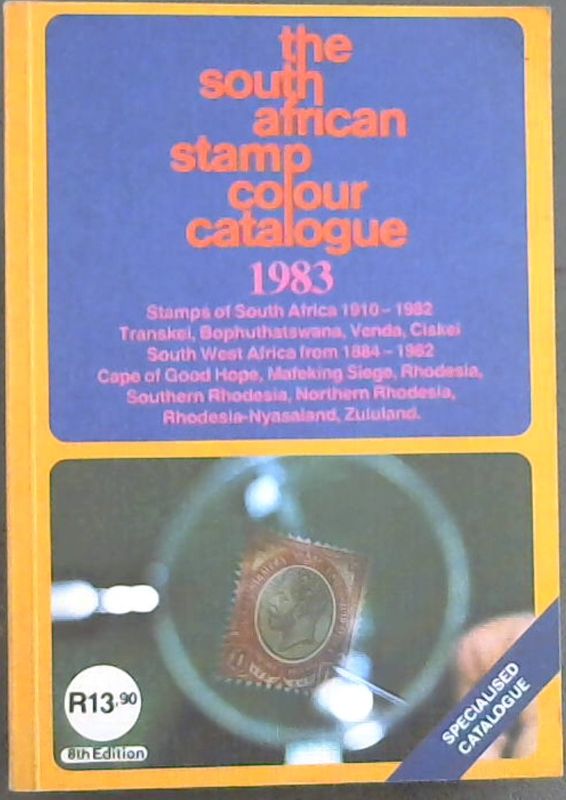 the
south
african
stamp
colour
catalogue
1983
Stamps of South Africa 1910-1982
Transkei, Bophuthatswana, Venda, Ciskei
South West Africa from 1884-1982
Cape of Good Hope, Mafeking Siege, Rhodesia,
Southern Rhodesia, Northern Rhodesia,
Rhodesia-Nyasaland, Zululand.
R13.90
8th Edition
SPECIALISED
CATALOGUE